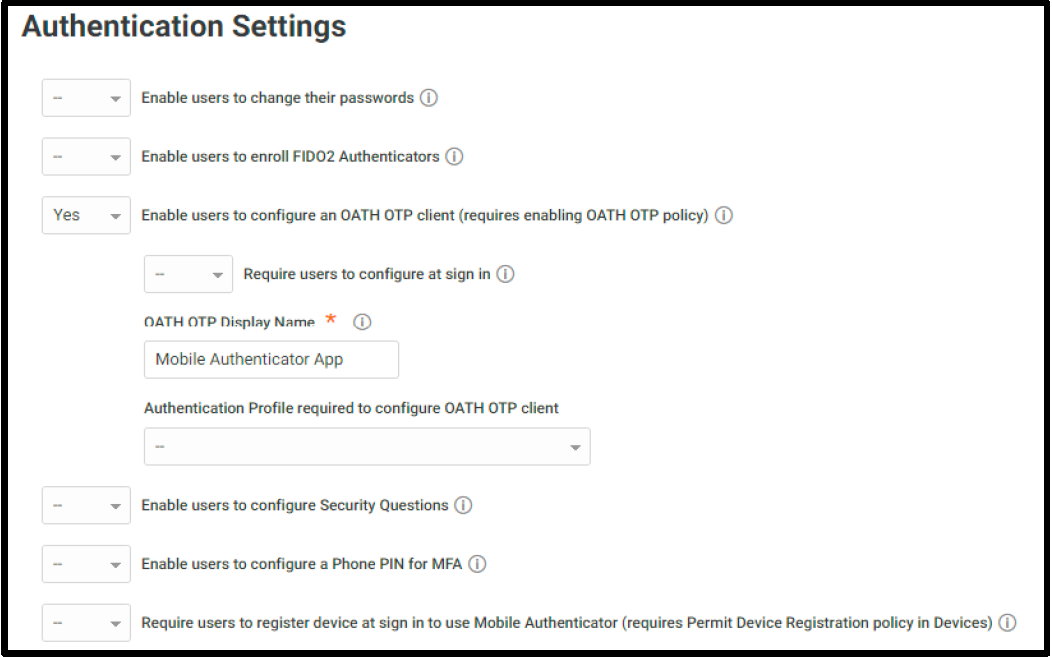 Authentication Settings
-- Enable users to change their passwords
-- Enable users to enroll FIDO2 Authenticators
Yes Enable users to configure an OATH OTP client (requires enabling OATH OTP policy)
-- Require users to configure at sign in
OATH OTP Display Name *
Mobile Authenticator App
Authentication Profile required to configure OATH OTP client
--
-- Enable users to configure Security Questions
-- Enable users to configure a Phone PIN for MFA
-- Require users to register device at sign in to use Mobile Authenticator (requires Permit Device Registration policy in Devices)